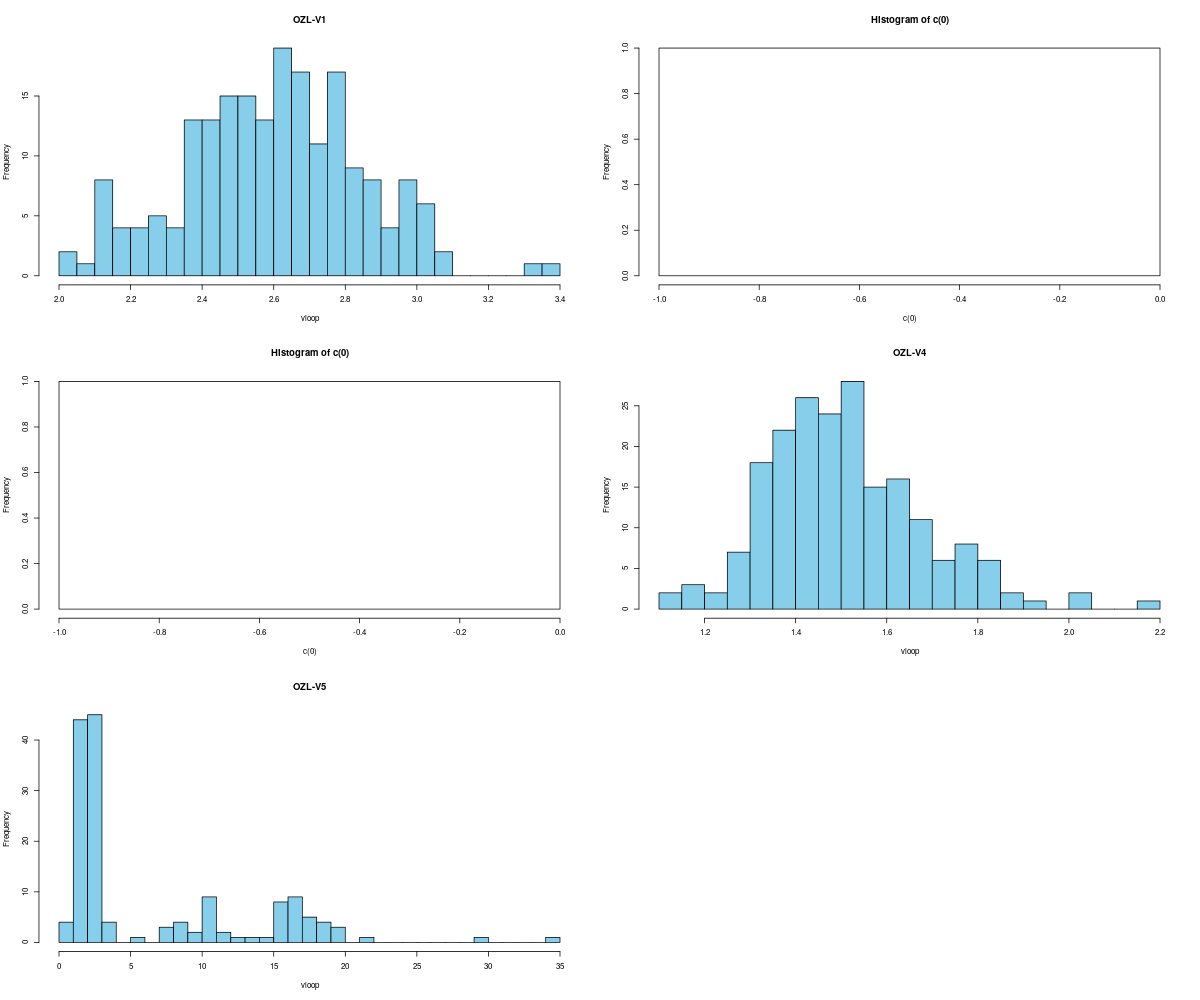 OZL-V1
Frequency
0 5 10 15
2.0 2.2 2.4 2.6 2.8 3.0 3.2 3.4
vloop
Histogram of c(0)
Frequency
0.0 0.2 0.4 0.6 0.8 1.0
-1.0 -0.8 -0.6 -0.4 -0.2 0.0
c(0)
Histogram of c(0)
Frequency
0.0 0.2 0.4 0.6 0.8 1.0
-1.0 -0.8 -0.6 -0.4 -0.2 0.0
c(0)
OZL-V4
Frequency
0 5 10 15 20 25
1.2 1.4 1.6 1.8 2.0 2.2
vloop
OZL-V5
Frequency
0 10 20 30 40
0 5 10 15 20 25 30 35
vloop